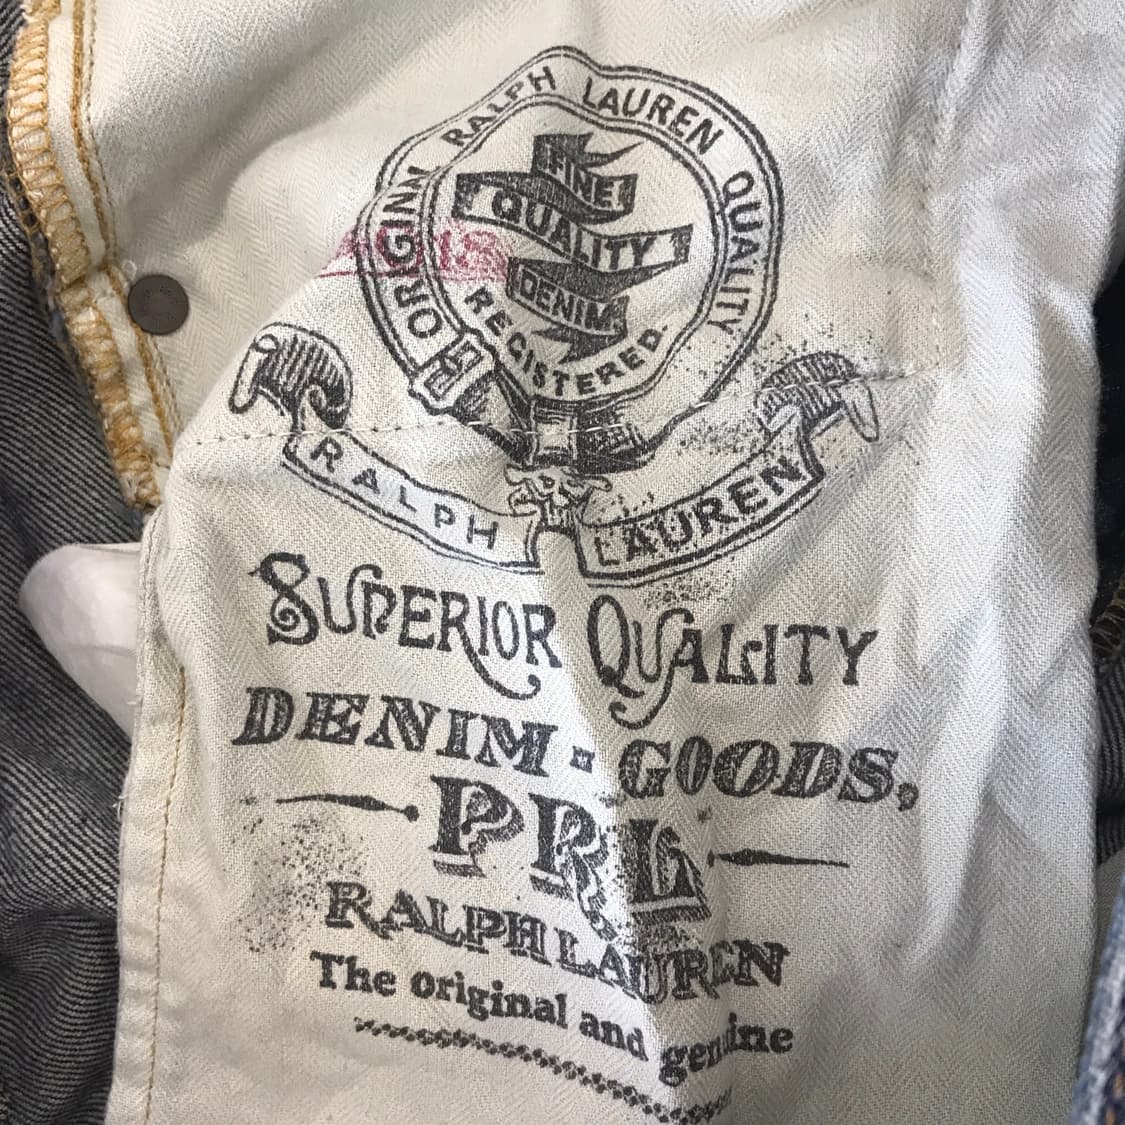 ORIGINAL RALPH LAUREN QUALITY
FINE
QUALITY
DENIM
REGISTERED.
RALPH LAUREN
SUPERIOR QUALITY
DENIM - GOODS,
PRL
RALPH LAUREN
The original and genuine